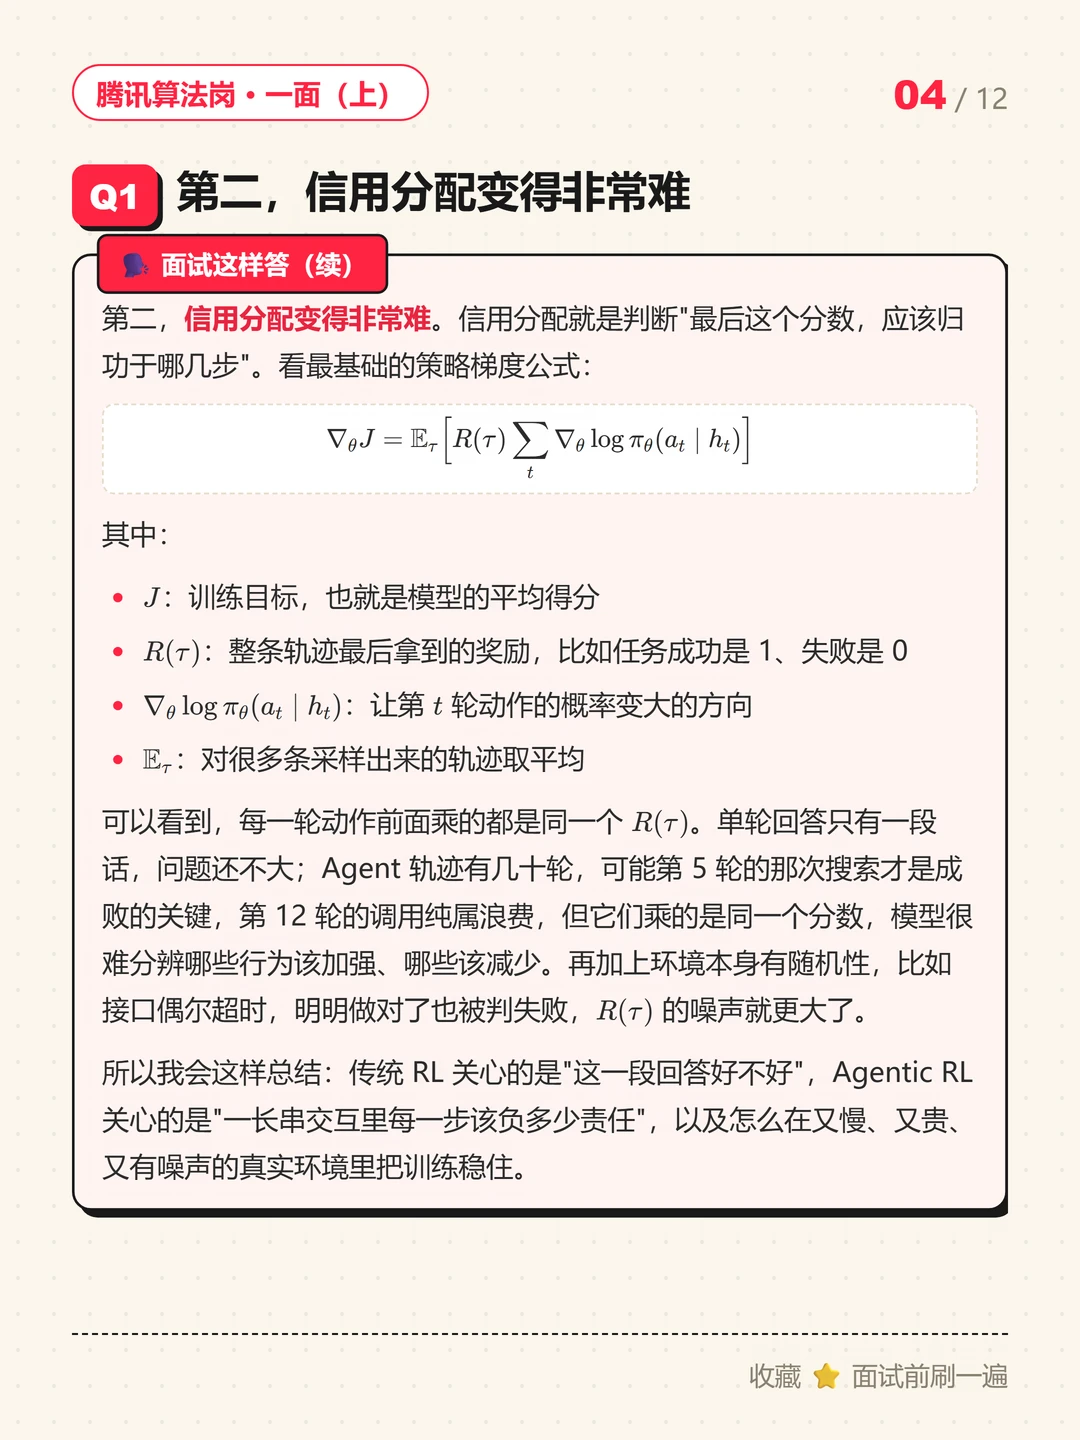 腾讯算法岗·一面（上）
04 / 12
Q1 第二，信用分配变得非常难
面试这样答（续）
第二，信用分配变得非常难。信用分配就是判断"最后这个分数，应该归
功于哪几步"。看最基础的策略梯度公式：
∇θJ = 𝔼τ[R(τ) ∑t ∇θ log πθ(at | ht)]
其中：
• J：训练目标，也就是模型的平均得分
• R(τ)：整条轨迹最后拿到的奖励，比如任务成功是 1、失败是 0
• ∇θ log πθ(at | ht)：让第 t 轮动作的概率变大的方向
• 𝔼τ：对很多条采样出来的轨迹取平均
可以看到，每一轮动作前面乘的都是同一个 R(τ)。单轮回答只有一段
话，问题还不大；Agent 轨迹有几十轮，可能第 5 轮的那次搜索才是成
败的关键，第 12 轮的调用纯属浪费，但它们乘的是同一个分数，模型很
难分辨哪些行为该加强、哪些该减少。再加上环境本身有随机性，比如
接口偶尔超时，明明做对了也被判失败，R(τ) 的噪声就更大了。
所以我会这样总结：传统 RL 关心的是"这一段回答好不好"，Agentic RL
关心的是"一长串交互里每一步该负多少责任"，以及怎么在又慢、又贵、
又有噪声的真实环境里把训练稳住。
收藏 ⭐ 面试前刷一遍